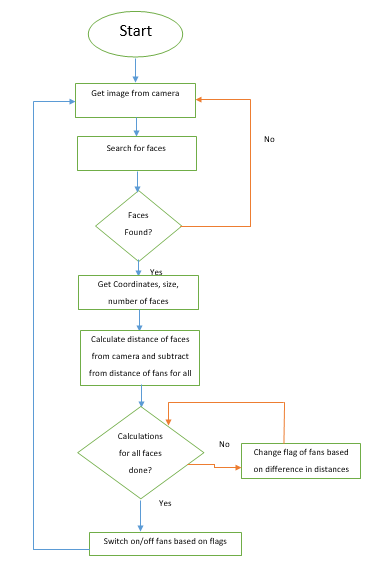 Start
Get image from camera
No
Search for faces
Faces
Found?
Yes
Get Coordinates, size,
number of faces
Calculate distance of faces
from camera and subtract
from distance of fans for all
Calculations
for all faces
done?
No
Change flag of fans based
on difference in distances
Yes
Switch on/off fans based on flags